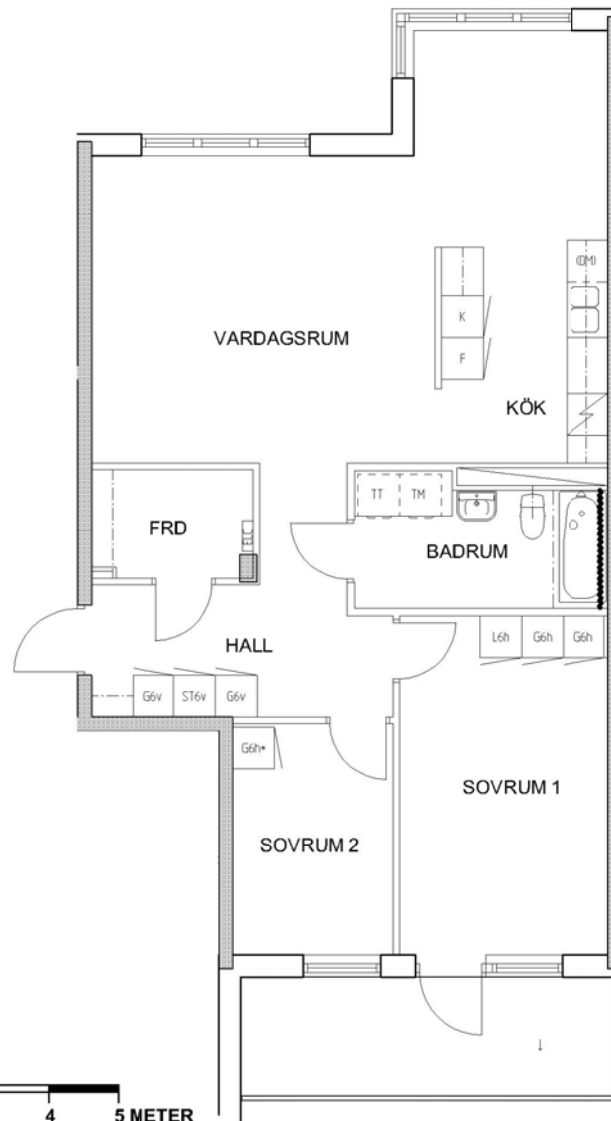 (DM)
K
VARDAGSRUM
F
KÖK
TT TM
FRD
BADRUM
HALL
L6h G6h G6h
G6v ST6v G6v
G6h*
SOVRUM 1
SOVRUM 2
4 5 METER